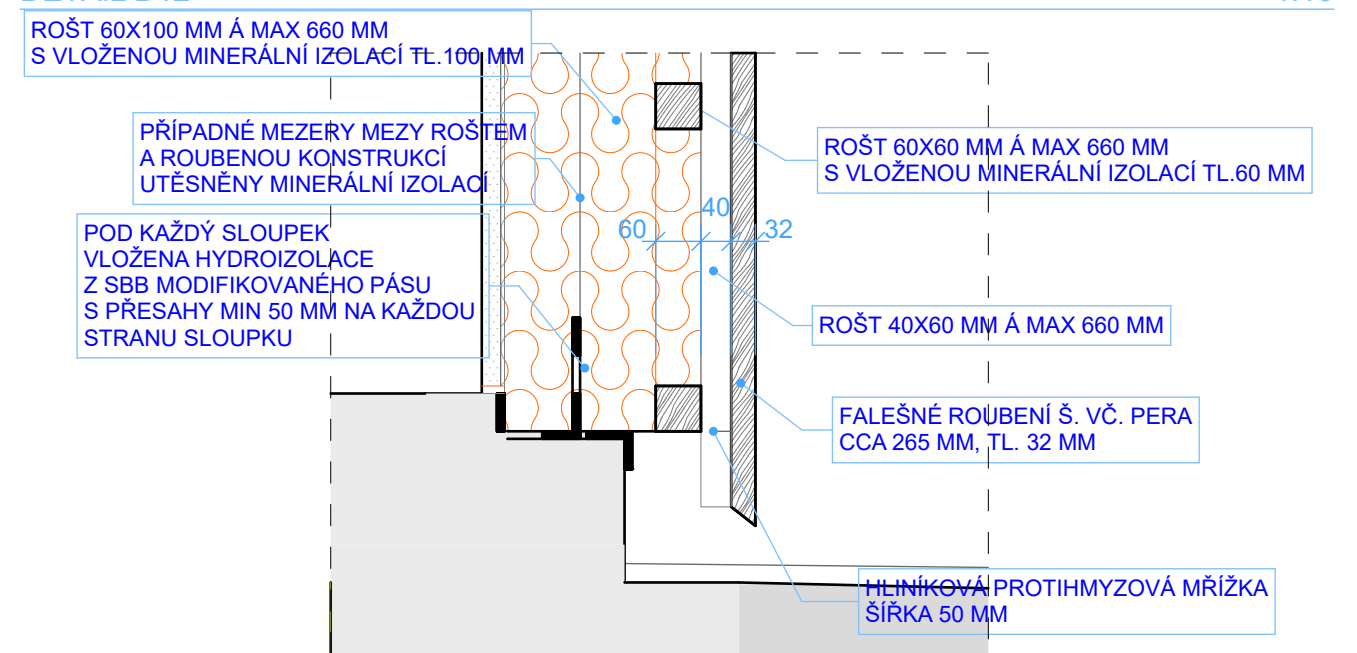 ROŠT 60X100 MM Á MAX 660 MM
S VLOŽENOU MINERÁLNÍ IZOLACÍ TL.100 MM
PŘÍPADNÉ MEZERY MEZY ROŠTEM
A ROUBENOU KONSTRUKCÍ
UTĚSNĚNY MINERÁLNÍ IZOLACÍ
POD KAŽDÝ SLOUPEK
VLOŽENA HYDROIZOLACE
Z SBB MODIFIKOVANÉHO PÁSU
S PŘESAHY MIN 50 MM NA KAŽDOU
STRANU SLOUPKU
60
40
32
ROŠT 60X60 MM Á MAX 660 MM
S VLOŽENOU MINERÁLNÍ IZOLACÍ TL.60 MM
ROŠT 40X60 MM Á MAX 660 MM
FALEŠNÉ ROUBENÍ Š. VČ. PERA
CCA 265 MM, TL. 32 MM
HLINÍKOVÁ PROTIHMYZOVÁ MŘÍŽKA
ŠÍŘKA 50 MM